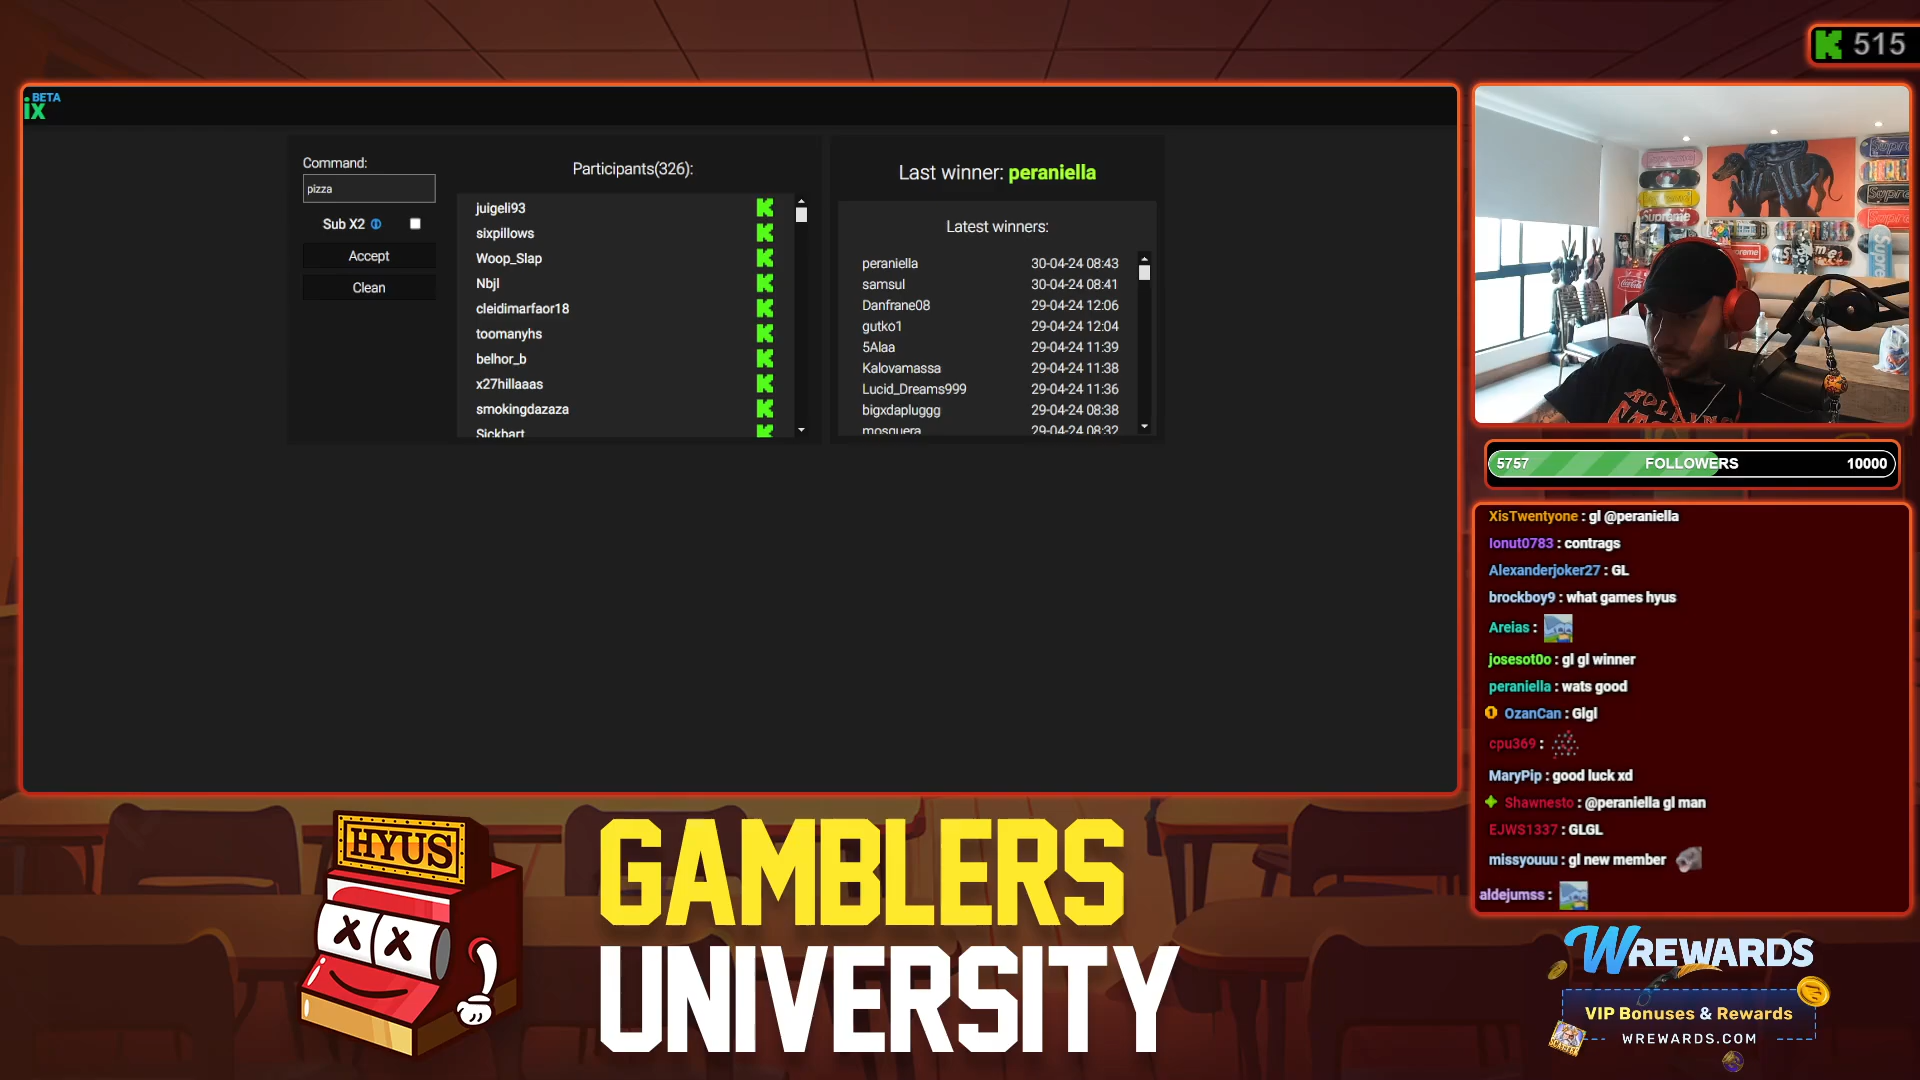 515
BETA
ix
Command:
pizza
Sub X2
Accept
Clean
Participants(326):
juigeli93
sixpillows
Woop_Slap
Nbjl
cleidimarfaor18
toomanyhs
belhor_b
x27hillaaas
smokingdazaza
Sickhart
Last winner: peraniella
Latest winners:
peraniella 30-04-24 08:43
samsul 30-04-24 08:41
Danfrane08 29-04-24 12:06
gutko1 29-04-24 12:04
5Alaa 29-04-24 11:39
Kalovamassa 29-04-24 11:38
Lucid_Dreams999 29-04-24 11:36
bigxdapluggg 29-04-24 08:38
mosquera 29-04-24 08:32
Supreme
5757 FOLLOWERS 10000
XisTwentyone : gl @peraniella
Ionut0783 : contrags
Alexanderjoker27 : GL
brockboy9 : what games hyus
Areias :
josesot0o : gl gl winner
peraniella : wats good
OzanCan : Glgl
cpu369 :
MaryPip : good luck xd
Shawnesto : @peraniella gl man
EJWS1337 : GLGL
missyouuu : gl new member
aldejumss :
HYUS
GAMBLERS
UNIVERSITY
WREWARDS
VIP Bonuses & Rewards
WREWARDS.COM